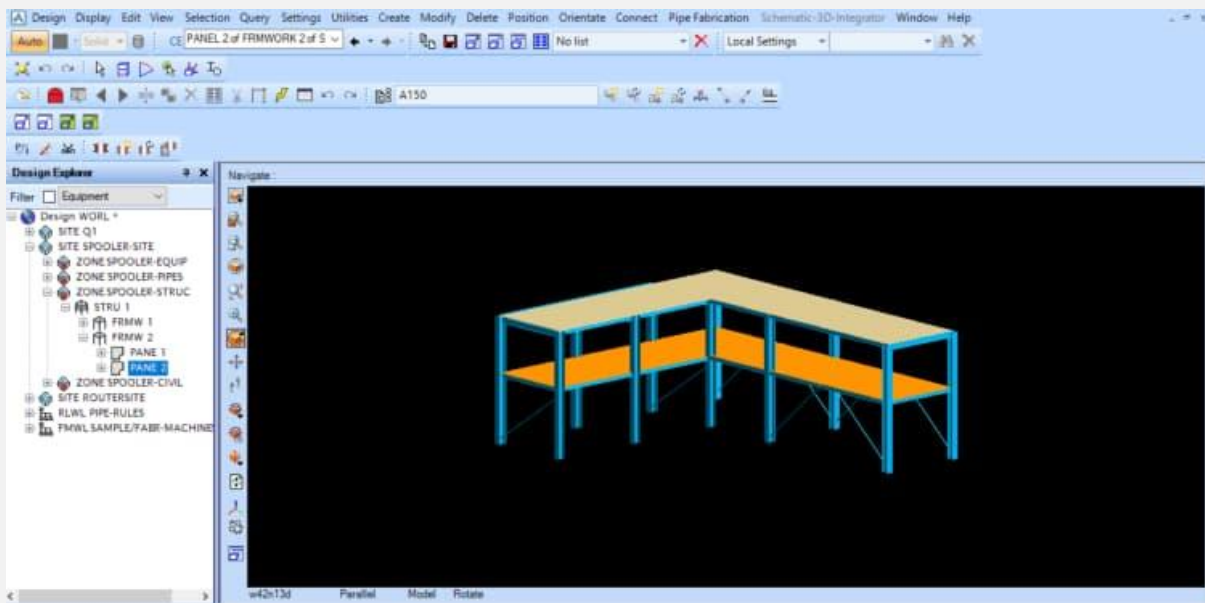 Design Display Edit View Selection Query Settings Utilities Create Modify Delete Position Orientate Connect Pipe Fabrication Schematic-3D-Integrator Window Help
Auto Solid CE PANEL 2 of FRMWORK 2 of S No list Local Settings
A150
Design Explorer
Navigate :
Filter Equipment
Design WORL *
SITE Q1
SITE SPOOLER-SITE
ZONE SPOOLER-EQUIP
ZONE SPOOLER-PIPES
ZONE SPOOLER-STRUC
STRU 1
FRMW 1
FRMW 2
PANE 1
PANE 2
ZONE SPOOLER-CIVIL
SITE ROUTERSITE
RLWL PIPE-RULES
FMWL SAMPLE/FABR-MACHINE
w42n13d Parallel Model Rotate